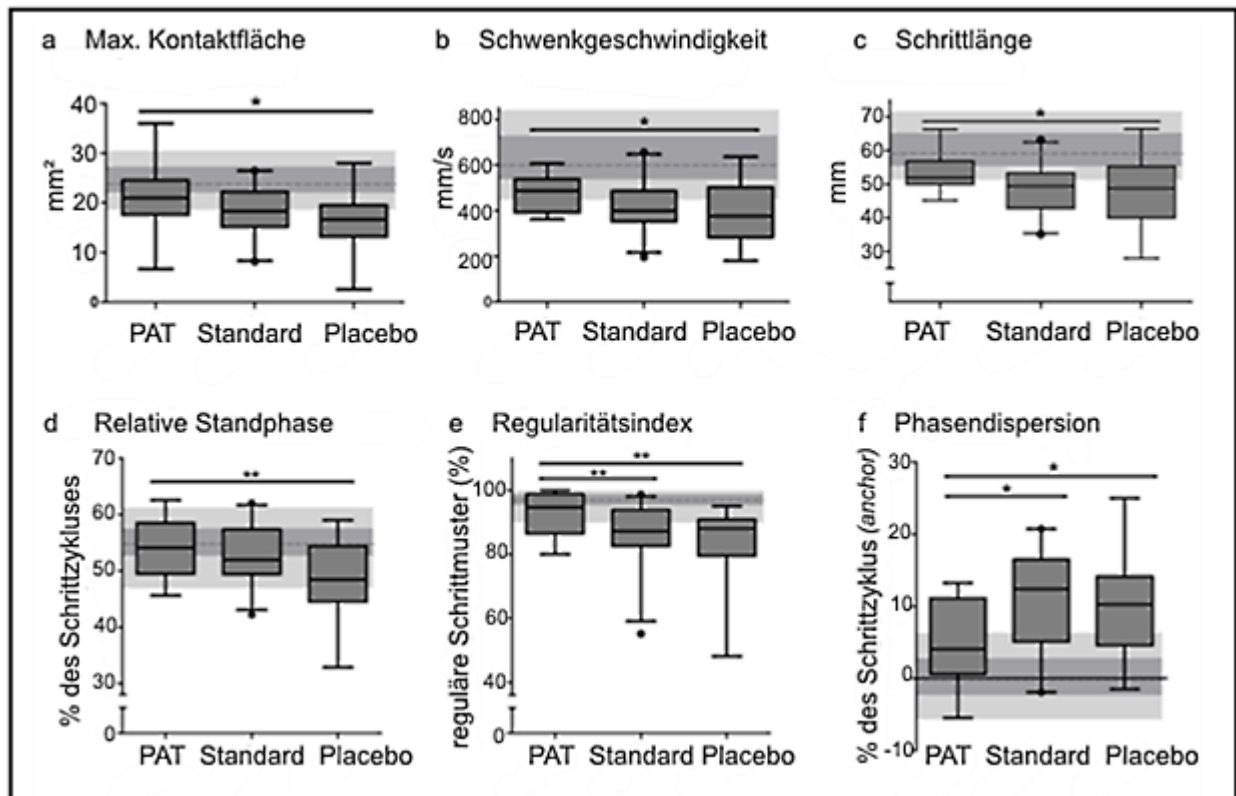 a Max. Kontaktfläche
b Schwenkgeschwindigkeit
c Schrittlänge
mm²
40
30
20
10
0
*
PAT Standard Placebo
mm/s
800
600
400
200
0
*
PAT Standard Placebo
mm
70
60
50
40
30
*
PAT Standard Placebo
d Relative Standphase
e Regularitätsindex
f Phasendispersion
% des Schrittzykluses
70
60
50
40
30
0
**
PAT Standard Placebo
reguläre Schrittmuster (%)
100
80
60
40
0
**
**
PAT Standard Placebo
% des Schrittzyklus (anchor)
30
20
10
0
-10
*
*
PAT Standard Placebo